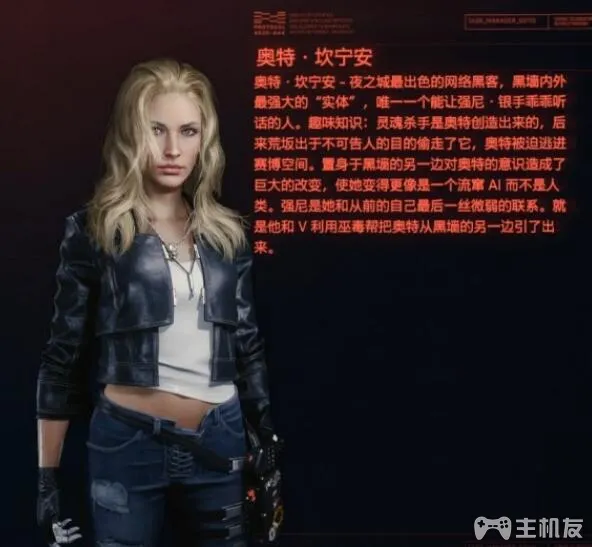 奥特·坎宁安
奥特·坎宁安 - 夜之城最出色的网络黑客，黑墙内外
最强大的“实体”，唯一一个能让强尼·银手乖乖听
话的人。趣味知识：灵魂杀手是奥特创造出来的，后
来荒坂出于不可告人的目的偷走了它，奥特被迫逃进
赛博空间。置身于黑墙的另一边对奥特的意识造成了
巨大的改变，使她变得更像是一个流窜 AI 而不是人
类。强尼是她和从前的自己最后一丝微弱的联系。就
是他和 V 利用巫毒帮把奥特从黑墙的另一边引了出
来。
主机友